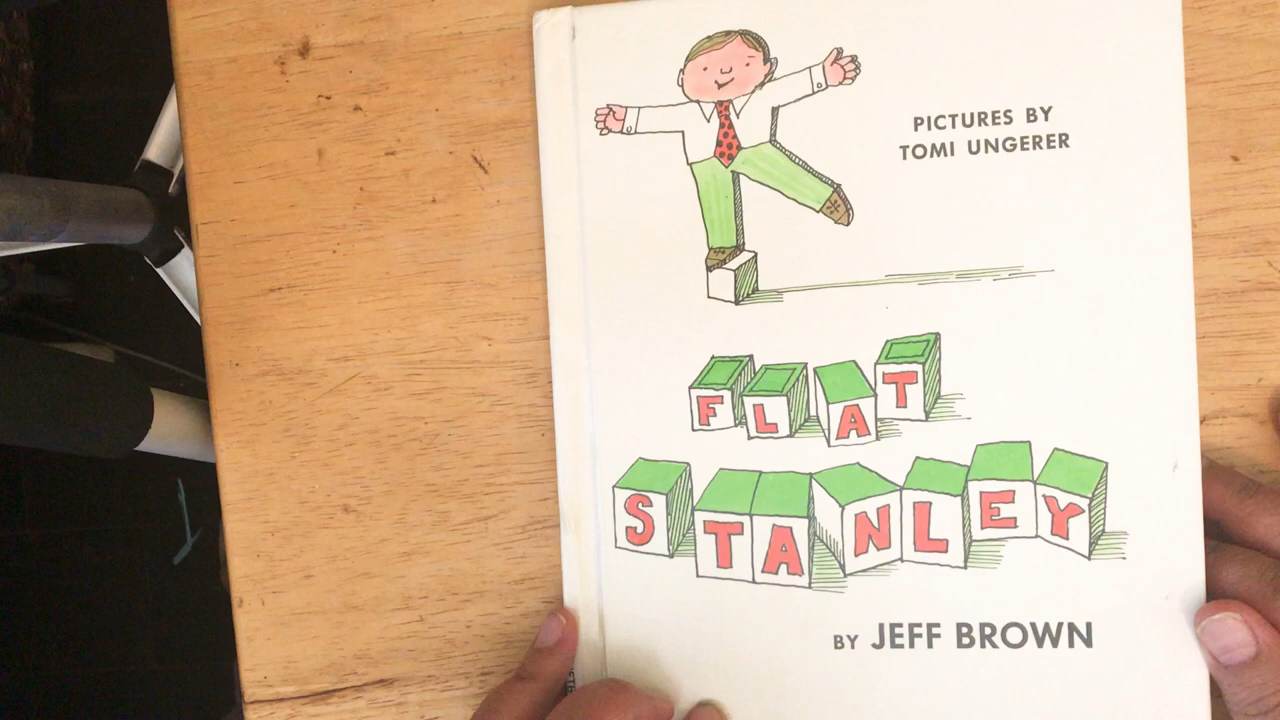 PICTURES BY
TOMI UNGERER
FLAT
STANLEY
BY JEFF BROWN